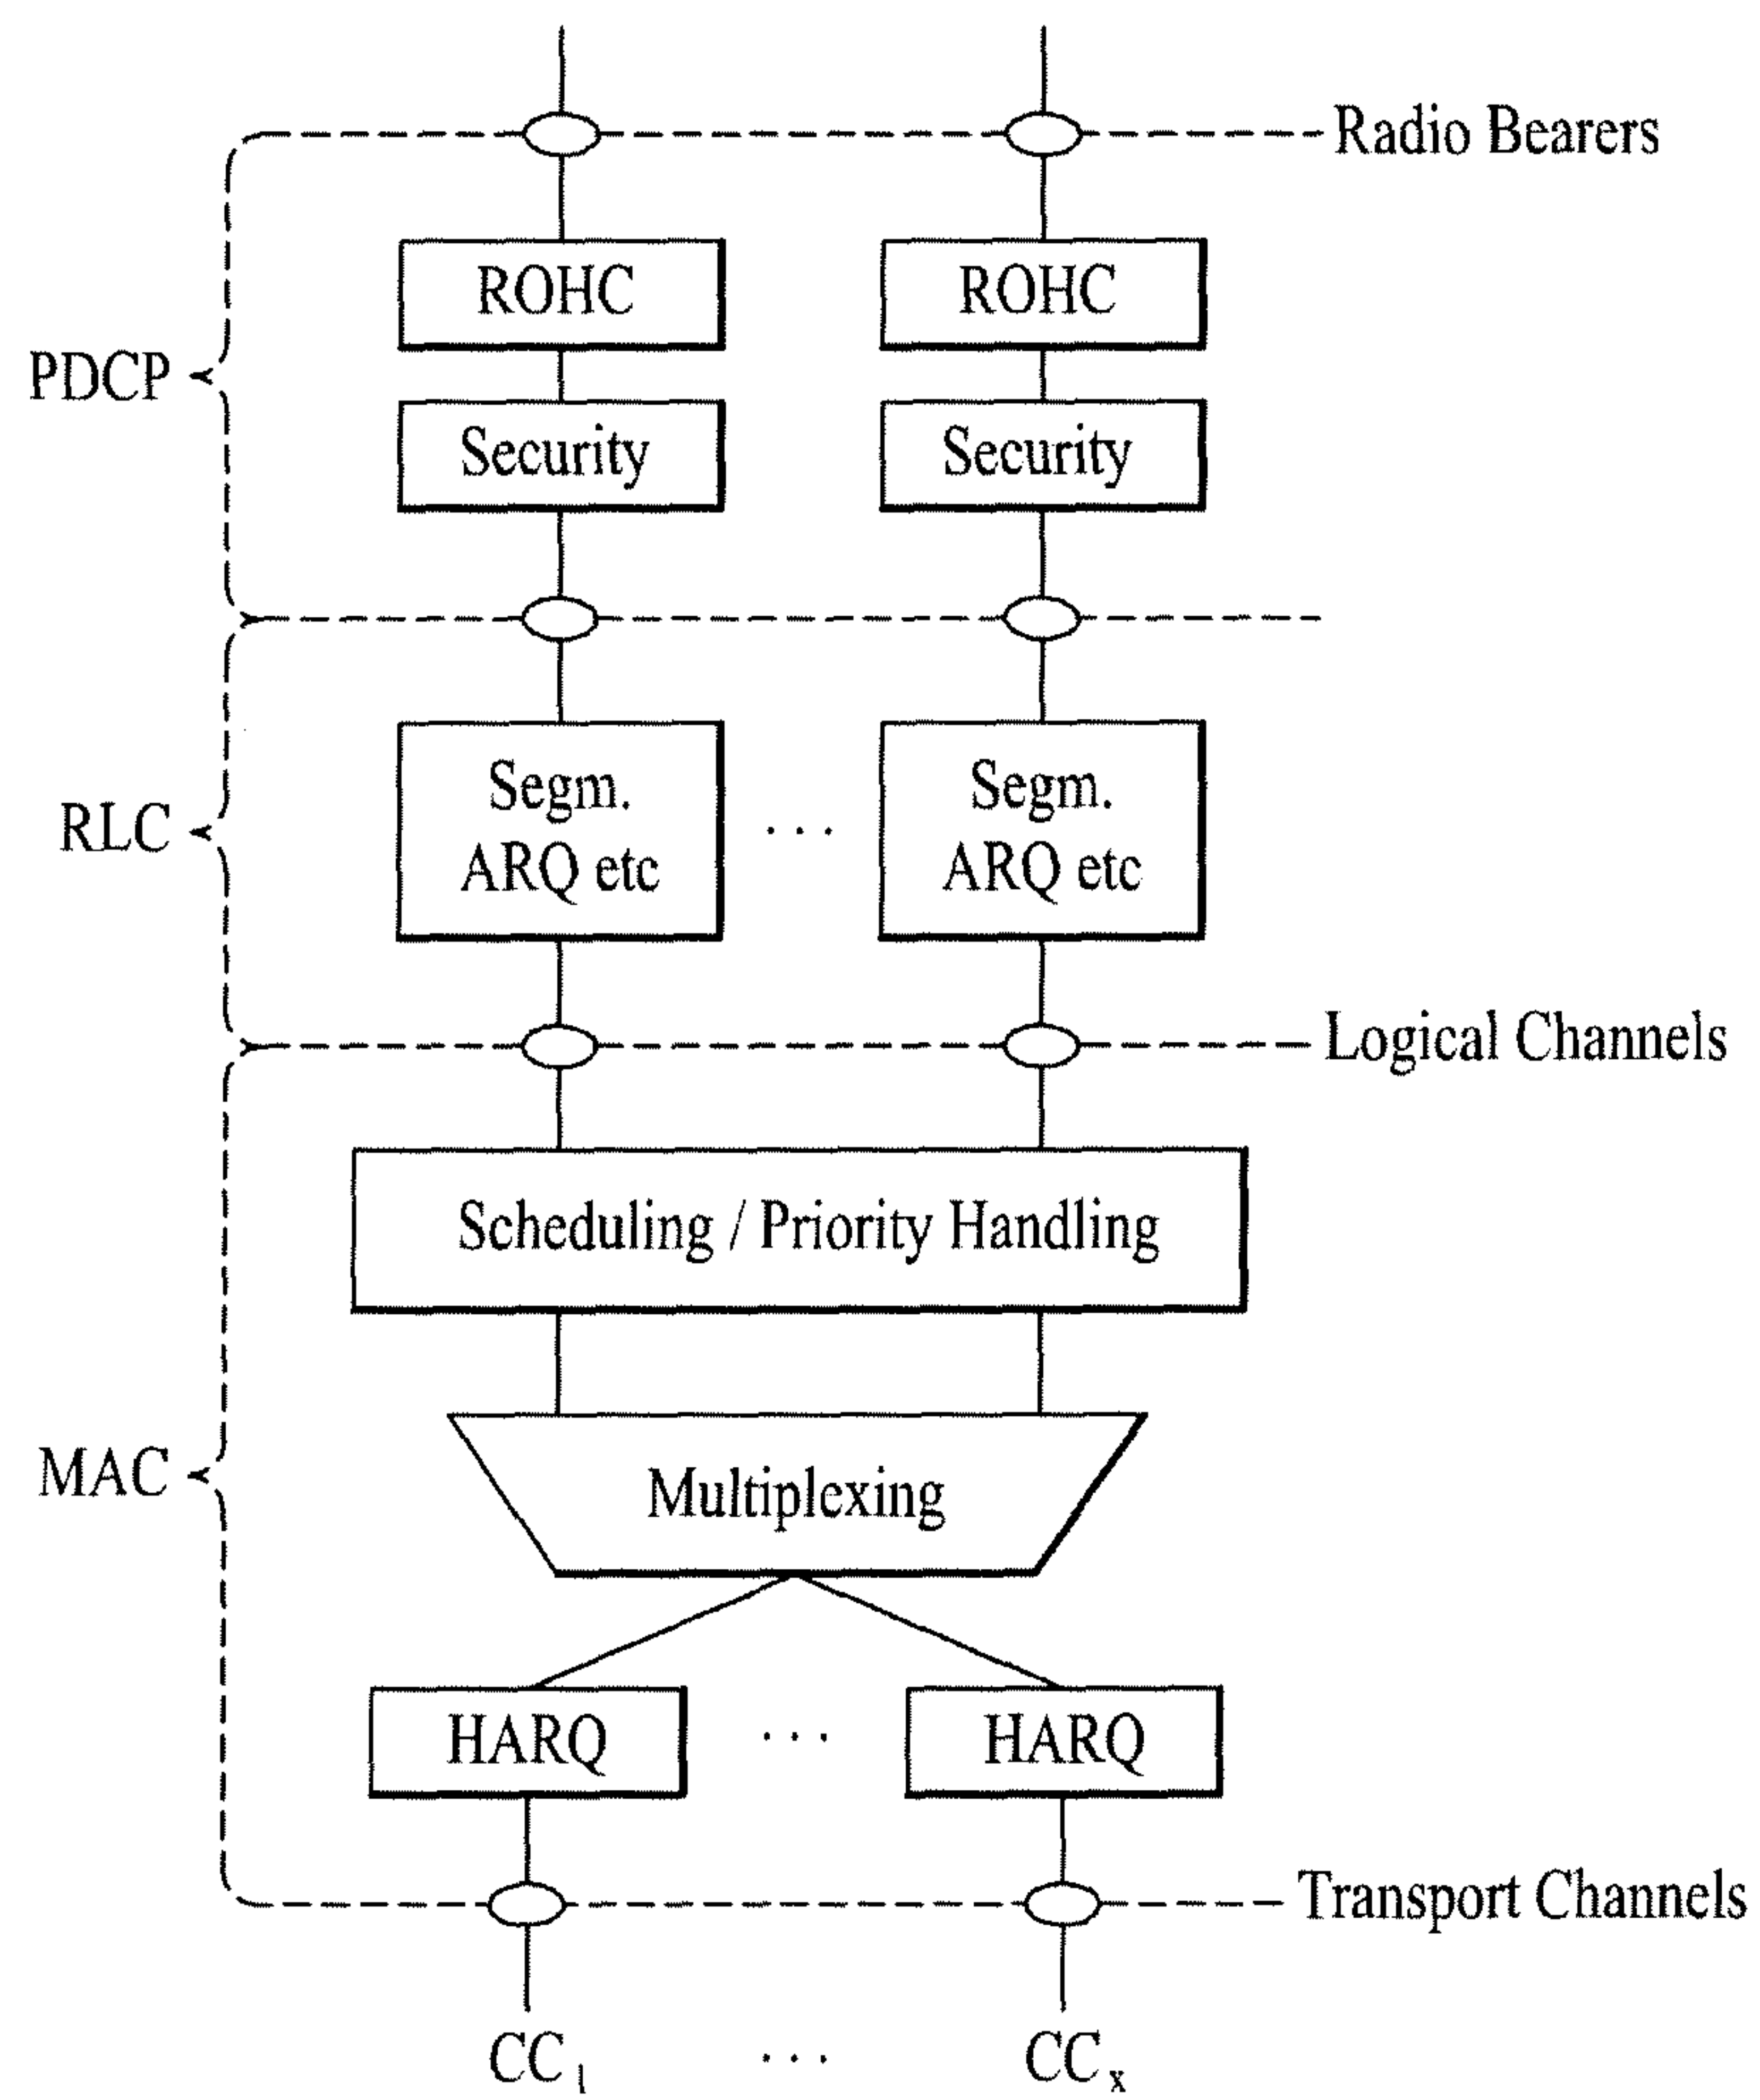 Radio Bearers
ROHC ROHC
PDCP
Security Security
Segm. Segm.
RLC ...
ARQ etc ARQ etc
Logical Channels
Scheduling / Priority Handling
MAC
Multiplexing
HARQ ... HARQ
Transport Channels
CC1 ... CCx